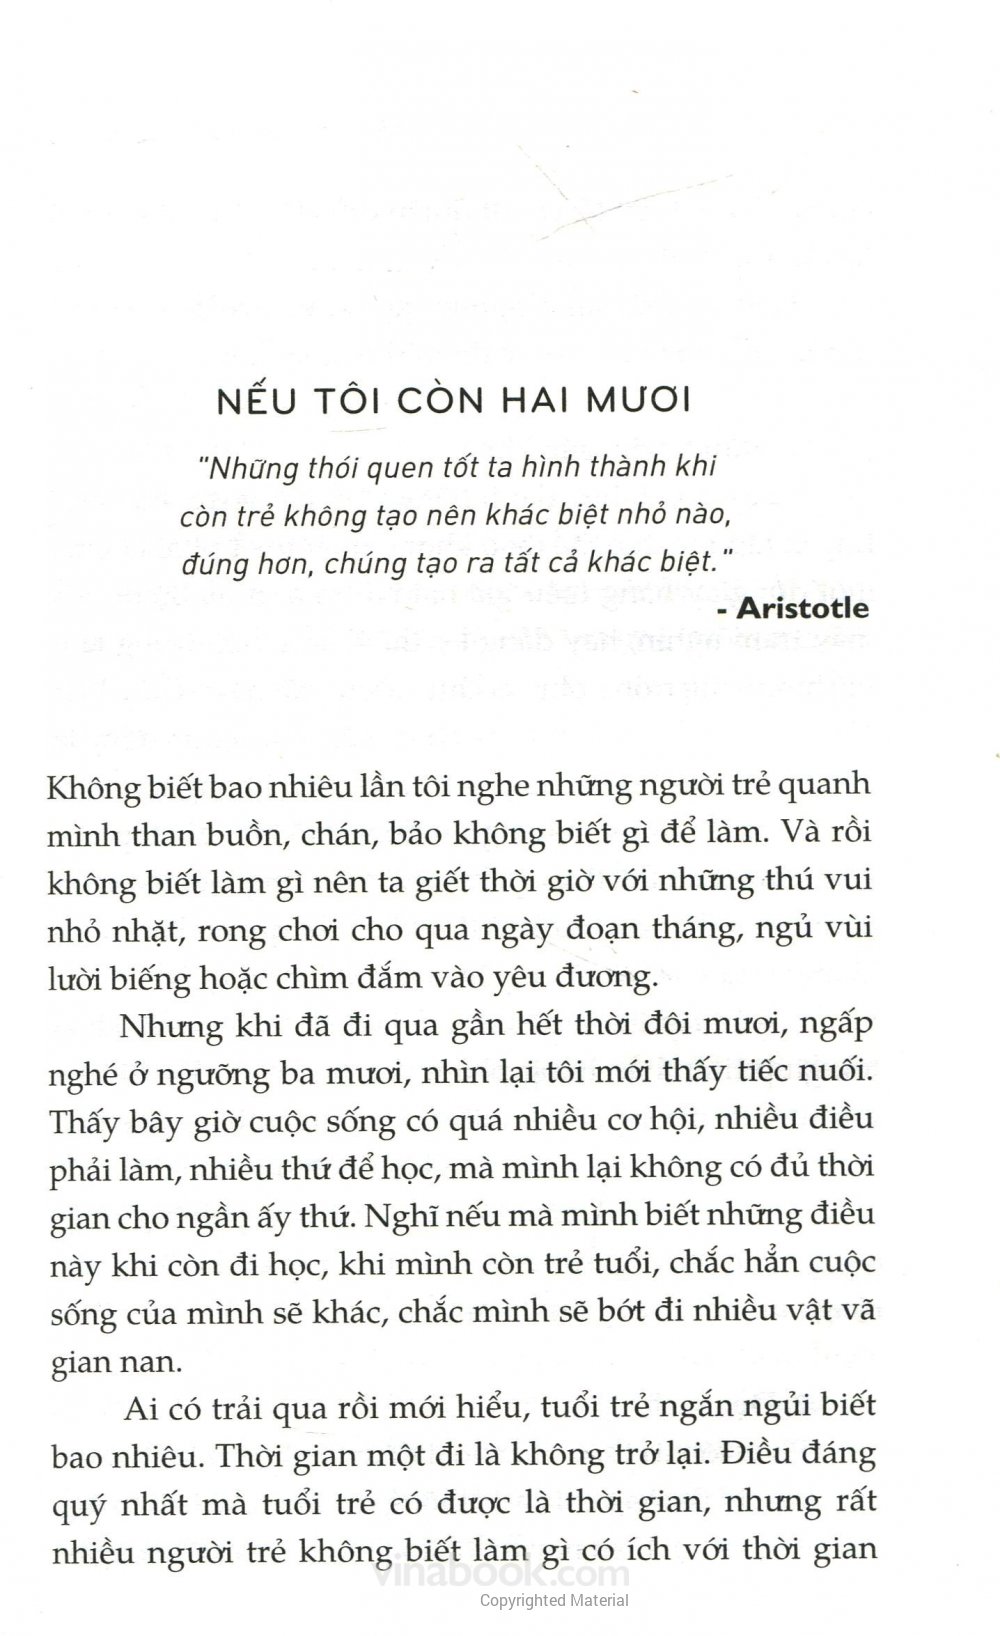 NẾU TÔI CÒN HAI MƯƠI
"Những thói quen tốt ta hình thành khi
còn trẻ không tạo nên khác biệt nhỏ nào,
đúng hơn, chúng tạo ra tất cả khác biệt."
- Aristotle
Không biết bao nhiêu lần tôi nghe những người trẻ quanh
mình than buồn, chán, bảo không biết gì để làm. Và rồi
không biết làm gì nên ta giết thời giờ với những thú vui
nhỏ nhặt, rong chơi cho qua ngày đoạn tháng, ngủ vùi
lười biếng hoặc chìm đắm vào yêu đương.
Nhưng khi đã đi qua gần hết thời đôi mươi, ngấp
nghé ở ngưỡng ba mươi, nhìn lại tôi mới thấy tiếc nuối.
Thấy bây giờ cuộc sống có quá nhiều cơ hội, nhiều điều
phải làm, nhiều thứ để học, mà mình lại không có đủ thời
gian cho ngần ấy thứ. Nghĩ nếu mà mình biết những điều
này khi còn đi học, khi mình còn trẻ tuổi, chắc hẳn cuộc
sống của mình sẽ khác, chắc mình sẽ bớt đi nhiều vật vã
gian nan.
Ai có trải qua rồi mới hiểu, tuổi trẻ ngắn ngủi biết
bao nhiêu. Thời gian một đi là không trở lại. Điều đáng
quý nhất mà tuổi trẻ có được là thời gian, nhưng rất
nhiều người trẻ không biết làm gì có ích với thời gian
vinabook.com
Copyrighted Material